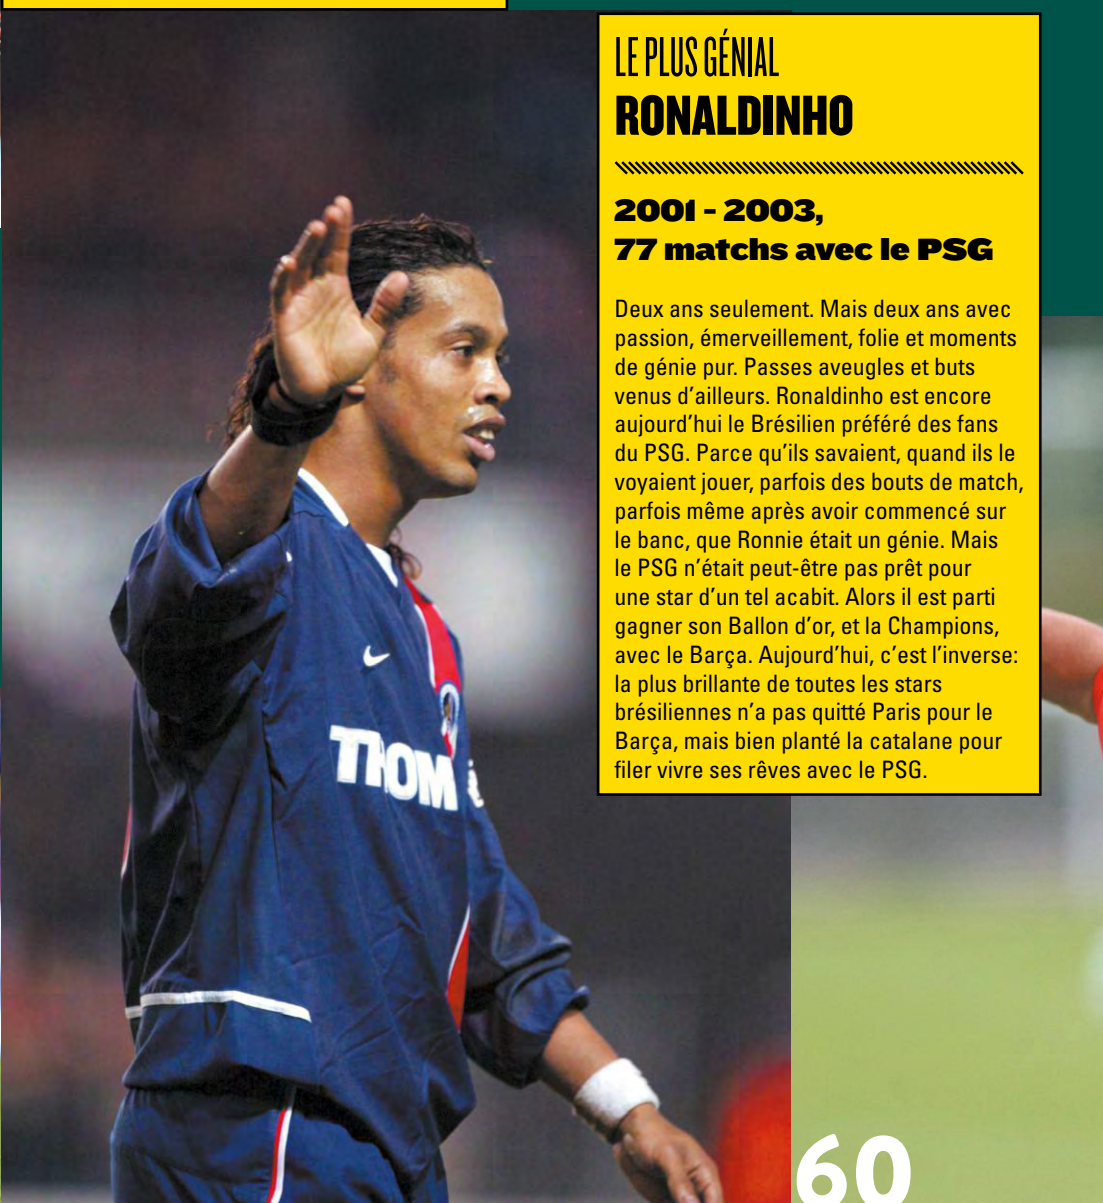 LE PLUS GÉNIAL
RONALDINHO
2001 - 2003,
77 matchs avec le PSG
Deux ans seulement. Mais deux ans avec
passion, émerveillement, folie et moments
de génie pur. Passes aveugles et buts
venus d’ailleurs. Ronaldinho est encore
aujourd’hui le Brésilien préféré des fans
du PSG. Parce qu’ils savaient, quand ils le
voyaient jouer, parfois des bouts de match,
parfois même après avoir commencé sur
le banc, que Ronnie était un génie. Mais
le PSG n’était peut-être pas prêt pour
une star d’un tel acabit. Alors il est parti
gagner son Ballon d’or, et la Champions,
avec le Barça. Aujourd’hui, c’est l’inverse:
la plus brillante de toutes les stars
brésiliennes n’a pas quitté Paris pour le
Barça, mais bien planté la catalane pour
filer vivre ses rêves avec le PSG.
THOM
60